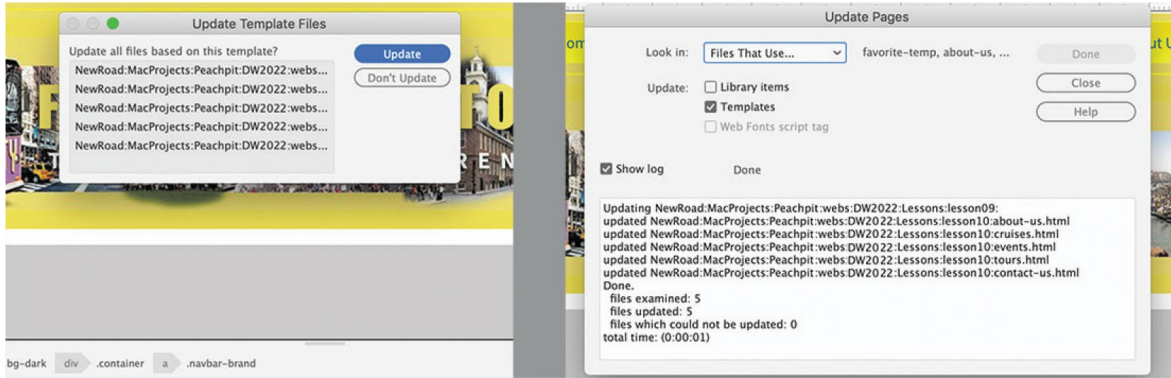 Update Template Files
Update all files based on this template?
NewRoad:MacProjects:Peachpit:DW2022:webs...
NewRoad:MacProjects:Peachpit:DW2022:webs...
NewRoad:MacProjects:Peachpit:DW2022:webs...
NewRoad:MacProjects:Peachpit:DW2022:webs...
NewRoad:MacProjects:Peachpit:DW2022:webs...
Update
Don't Update
F
TO
T
REN
bg-dark div .container a .navbar-brand
Update Pages
Look in: Files That Use... favorite-temp, about-us, ...
Done
Close
Help
Update: Library items
Templates
Web Fonts script tag
Show log Done
Updating NewRoad:MacProjects:Peachpit:webs:DW2022:Lessons:lesson09:
updated NewRoad:MacProjects:Peachpit:webs:DW2022:Lessons:lesson10:about-us.html
updated NewRoad:MacProjects:Peachpit:webs:DW2022:Lessons:lesson10:cruises.html
updated NewRoad:MacProjects:Peachpit:webs:DW2022:Lessons:lesson10:events.html
updated NewRoad:MacProjects:Peachpit:webs:DW2022:Lessons:lesson10:tours.html
updated NewRoad:MacProjects:Peachpit:webs:DW2022:Lessons:lesson10:contact-us.html
Done.
files examined: 5
files updated: 5
files which could not be updated: 0
total time: (0:00:01)
om
ut U